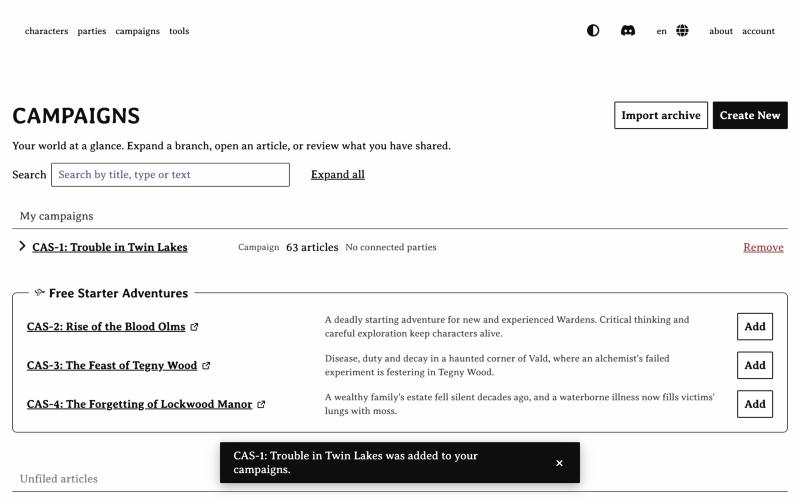 characters parties campaigns tools en about account
CAMPAIGNS
Import archive
Create New
Your world at a glance. Expand a branch, open an article, or review what you have shared.
Search Search by title, type or text Expand all
My campaigns
CAS-1: Trouble in Twin Lakes Campaign 63 articles No connected parties Remove
Free Starter Adventures
CAS-2: Rise of the Blood Olms
A deadly starting adventure for new and experienced Wardens. Critical thinking and
careful exploration keep characters alive.
Add
CAS-3: The Feast of Tegny Wood
Disease, duty and decay in a haunted corner of Vald, where an alchemist's failed
experiment is festering in Tegny Wood.
Add
CAS-4: The Forgetting of Lockwood Manor
A wealthy family's estate fell silent decades ago, and a waterborne illness now fills victims'
lungs with moss.
Add
CAS-1: Trouble in Twin Lakes was added to your
campaigns.
×
Unfiled articles